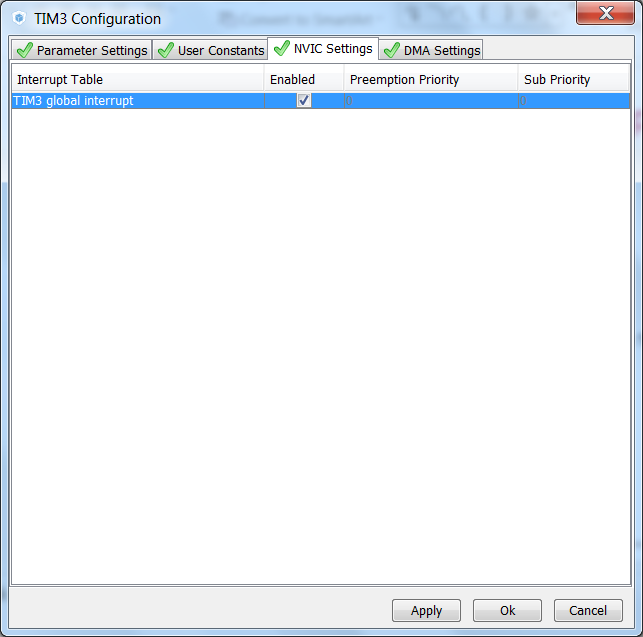 TIM3 Configuration
Parameter Settings User Constants NVIC Settings DMA Settings
Interrupt Table Enabled Preemption Priority Sub Priority
TIM3 global interrupt 0 0
Apply Ok Cancel